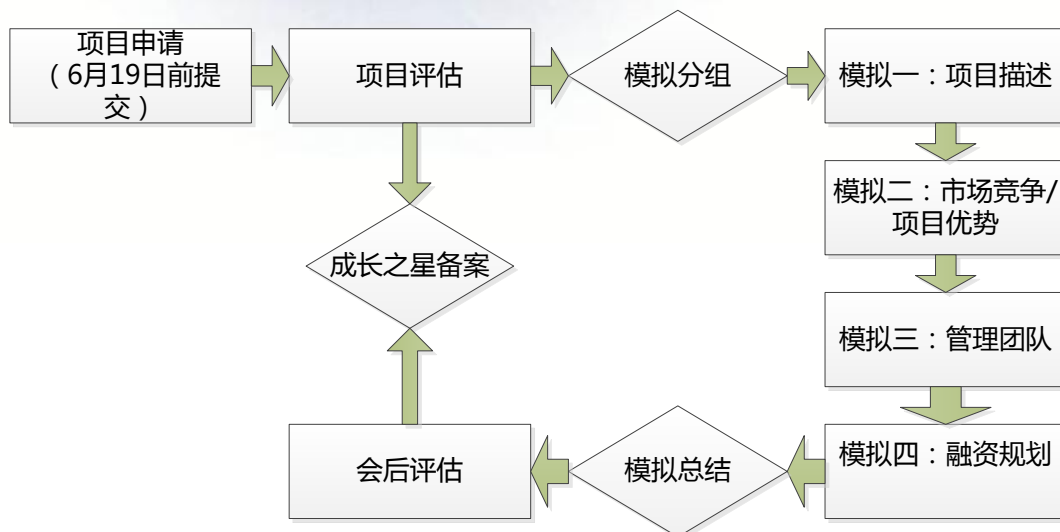 项目申请
（6月19日前提
交）
项目评估
模拟分组
模拟一：项目描述
模拟二：市场竞争/
项目优势
成长之星备案
模拟三：管理团队
会后评估
模拟总结
模拟四：融资规划